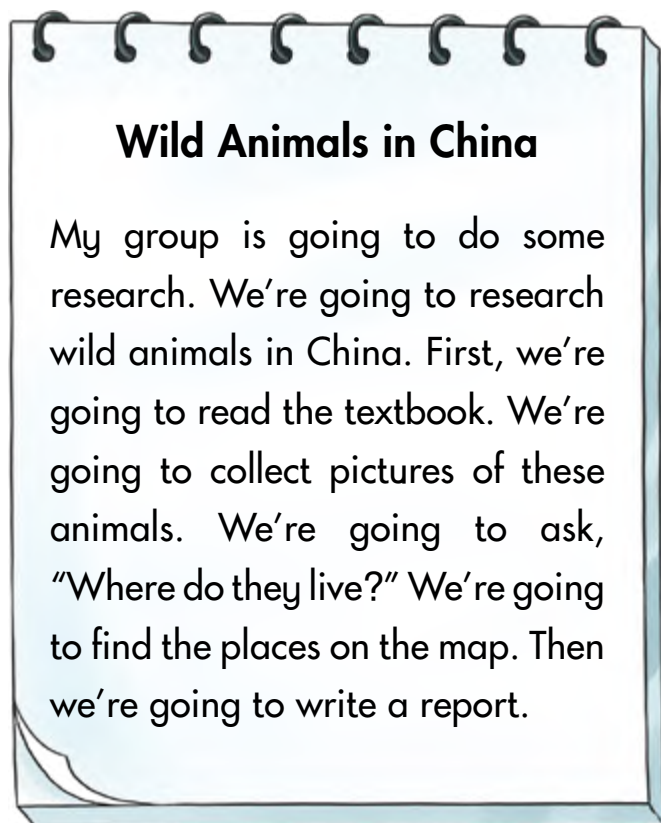 Wild Animals in China
My group is going to do some
research. We're going to research
wild animals in China. First, we're
going to read the textbook. We're
going to collect pictures of these
animals. We're going to ask,
“Where do they live?” We're going
to find the places on the map. Then
we're going to write a report.